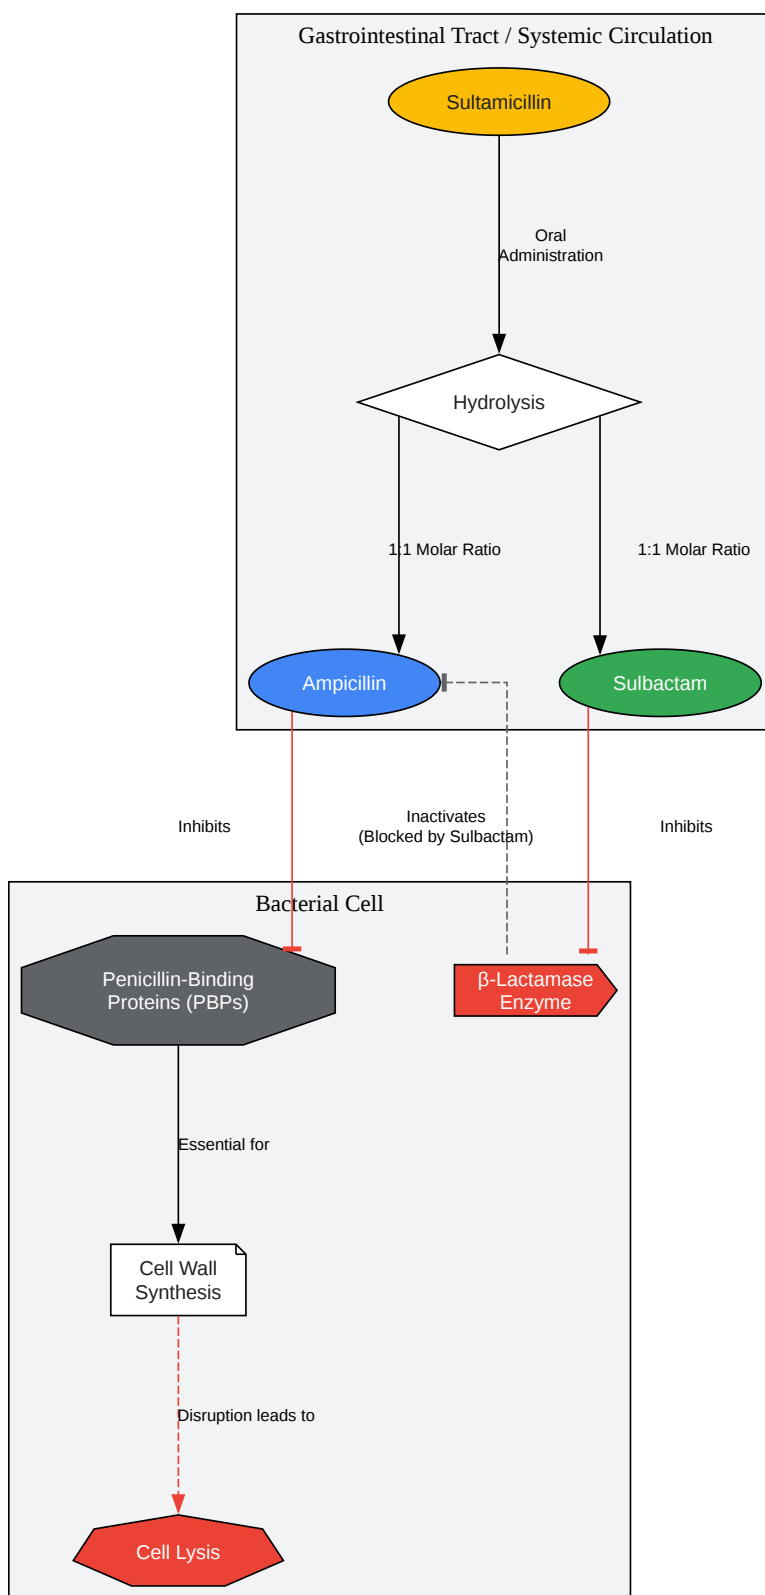 Gastrointestinal Tract / Systemic Circulation
Sultamicillin
Oral
Administration
Hydrolysis
1:1 Molar Ratio
1:1 Molar Ratio
Ampicillin
Sulbactam
Inhibits
Inactivates
(Blocked by Sulbactam)
Inhibits
Bacterial Cell
Penicillin-Binding
Proteins (PBPs)
β-Lactamase
Enzyme
Essential for
Cell Wall
Synthesis
Disruption leads to
Cell Lysis